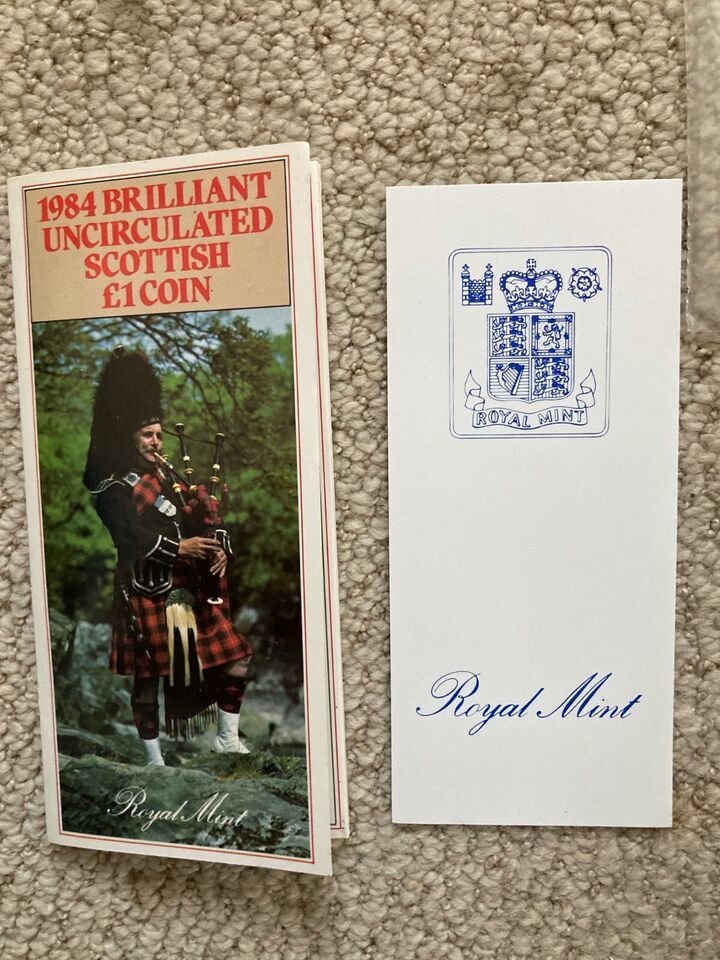 1984 BRILLIANT
UNCIRCULATED
SCOTTISH
£1 COIN
Royal Mint
ROYAL MINT
Royal Mint